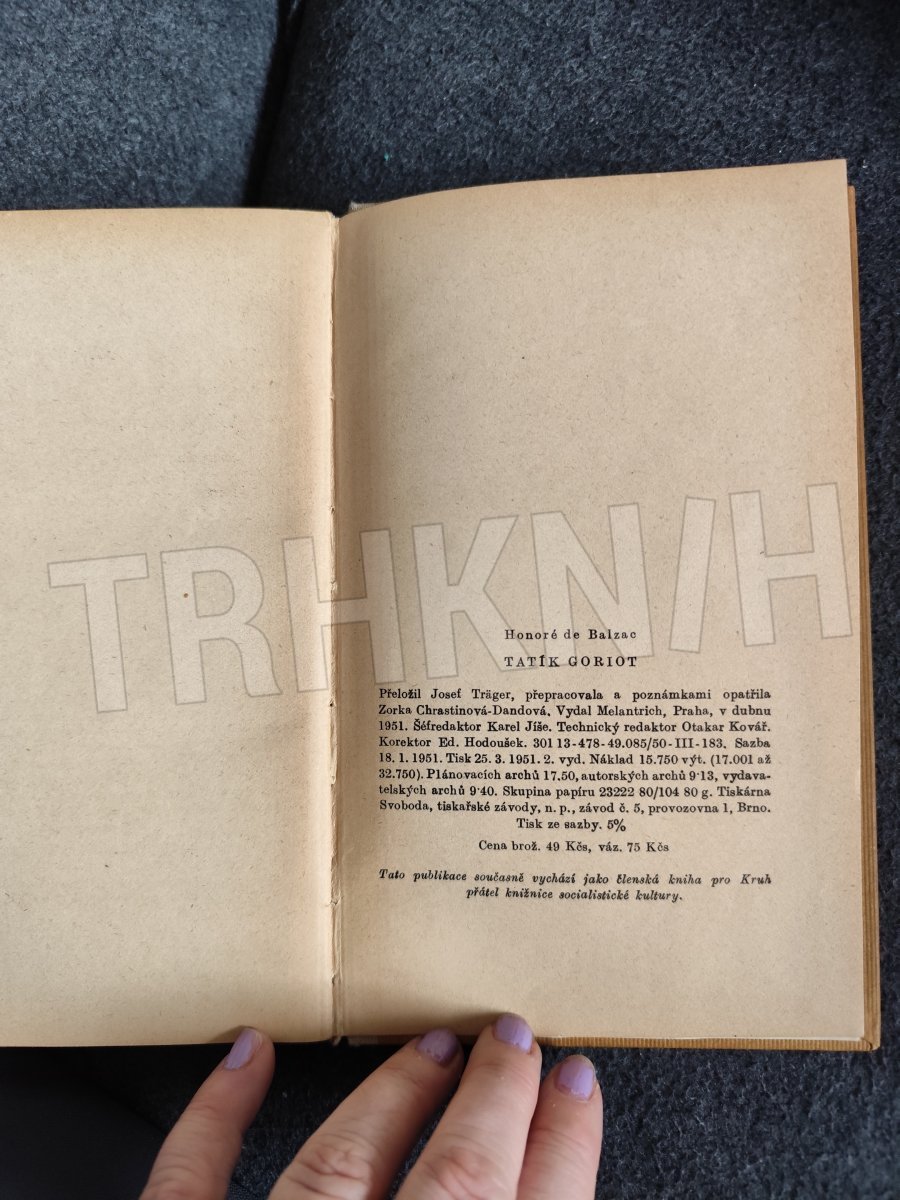 TRHKNIH
Honoré de Balzac
TATÍK GORIOT
Přeložil Josef Träger, přepracovala a poznámkami opatřila
Zorka Chrastinová-Dandová. Vydal Melantrich, Praha, v dubnu
1951. Šéfredaktor Karel Jíše. Technický redaktor Otakar Kovář.
Korektor Ed. Hodoušek. 301 13-478-49.085/50-III-183. Sazba
18. 1. 1951. Tisk 25. 3. 1951. 2. vyd. Náklad 15.750 výt. (17.001 až
32.750). Plánovacích archů 17.50, autorských archů 9·13, vydava-
telských archů 9·40. Skupina papíru 23222 80/104 80 g. Tiskárna
Svoboda, tiskařské závody, n. p., závod č. 5, provozovna 1, Brno.
Tisk ze sazby. 5%
Cena brož. 49 Kčs, váz. 75 Kčs
Tato publikace současně vychází jako členská kniha pro Kruh
přátel knižnice socialistické kultury.